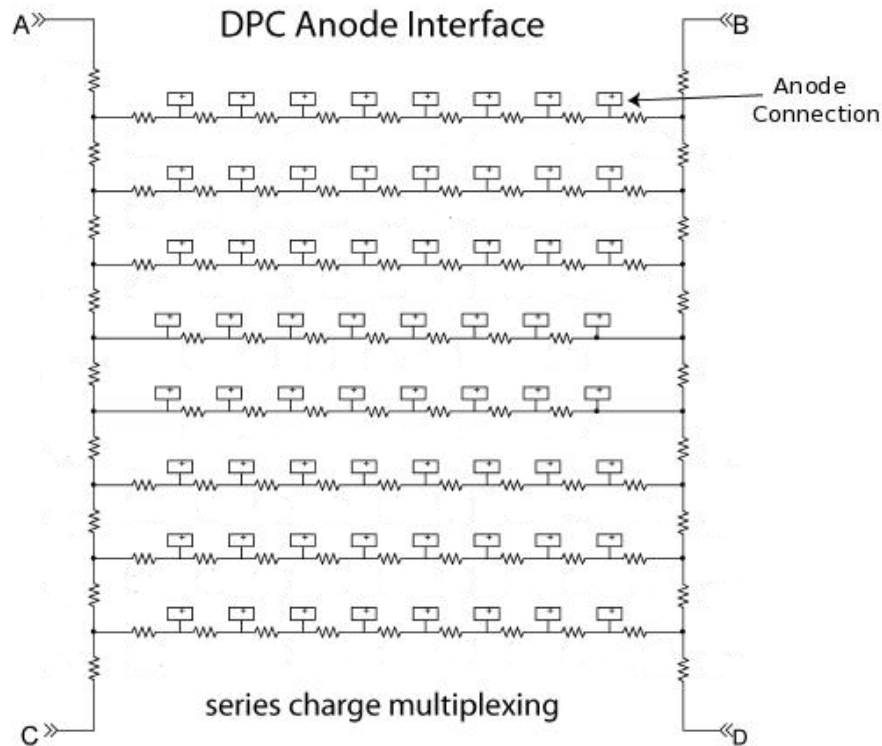 A
DPC Anode Interface
B
Anode
Connection
series charge multiplexing
C
D